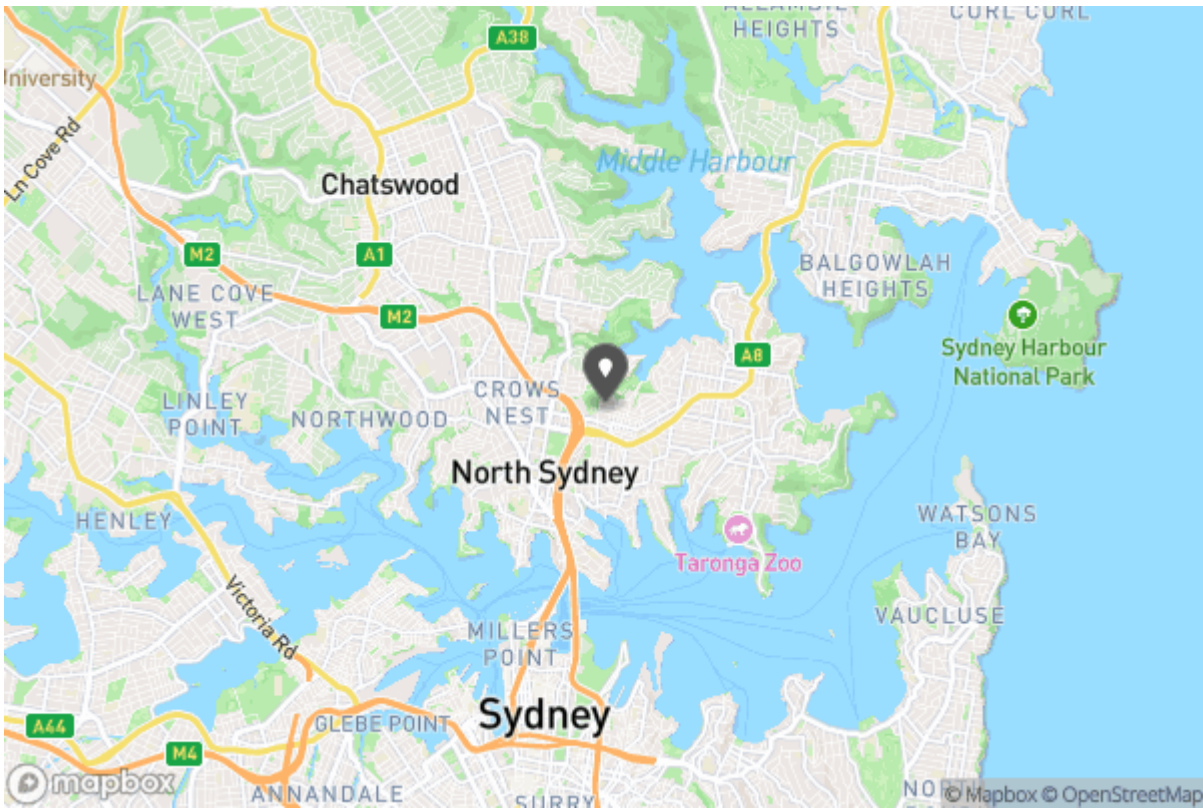 ALLAMBIE
HEIGHTS
CURL CURL
A38
University
Ln Cove Rd
Middle Harbour
Chatswood
M2
A1
BALGOWLAH
HEIGHTS
LANE COVE
WEST
M2
Sydney Harbour
National Park
A8
CROWS
NEST
LINLEY
POINT
NORTHWOOD
North Sydney
HENLEY
WATSONS
BAY
Taronga Zoo
Victoria Rd
VAUCLUSE
MILLERS
POINT
Sydney
GLEBE POINT
A44
M4
mapbox
ANNANDALE
SURRY
© Mapbox © OpenStreetMap